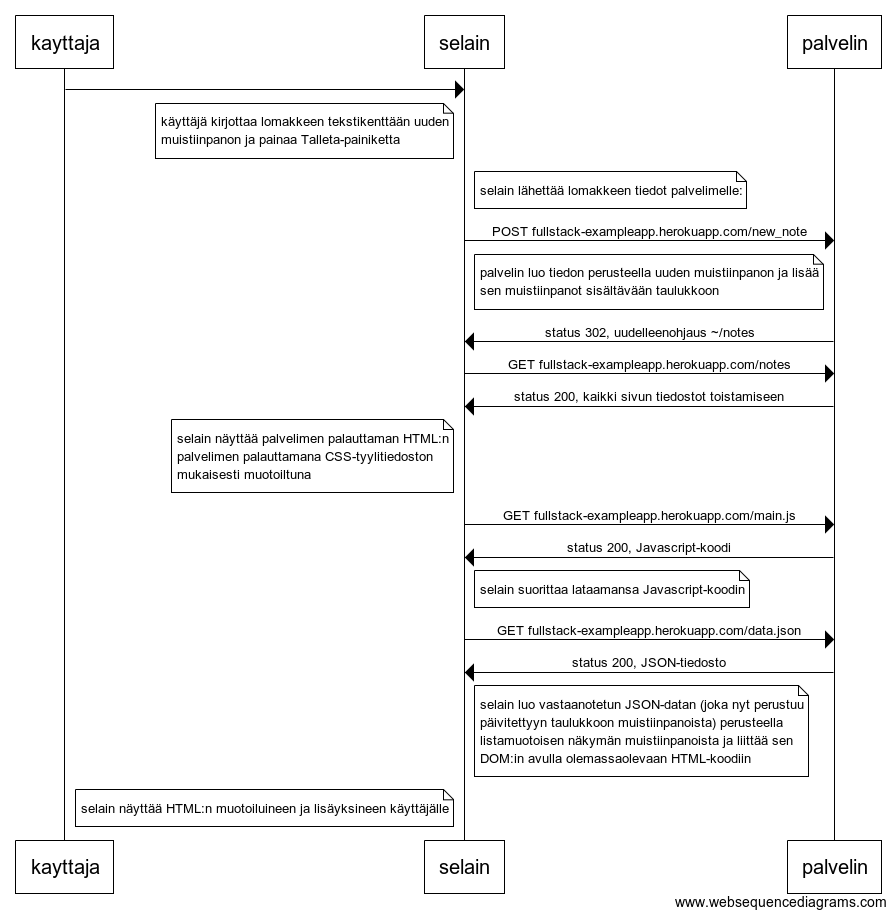 kayttaja
selain
palvelin
käyttäjä kirjottaa lomakkeen tekstikenttään uuden
muistiinpanon ja painaa Talleta-painiketta
selain lähettää lomakkeen tiedot palvelimelle:
POST fullstack-exampleapp.herokuapp.com/new_note
palvelin luo tiedon perusteella uuden muistiinpanon ja lisää
sen muistiinpanot sisältävään taulukkoon
status 302, uudelleenohjaus ~/notes
GET fullstack-exampleapp.herokuapp.com/notes
status 200, kaikki sivun tiedostot toistamiseen
selain näyttää palvelimen palauttaman HTML:n
palvelimen palauttamana CSS-tyylitiedoston
mukaisesti muotoiltuna
GET fullstack-exampleapp.herokuapp.com/main.js
status 200, Javascript-koodi
selain suorittaa lataamansa Javascript-koodin
GET fullstack-exampleapp.herokuapp.com/data.json
status 200, JSON-tiedosto
selain luo vastaanotetun JSON-datan (joka nyt perustuu
päivitettyyn taulukkoon muistiinpanoista) perusteella
listamuotoisen näkymän muistiinpanoista ja liittää sen
DOM:in avulla olemassaolevaan HTML-koodiin
selain näyttää HTML:n muotoiluineen ja lisäyksineen käyttäjälle
kayttaja
selain
palvelin
www.websequencediagrams.com